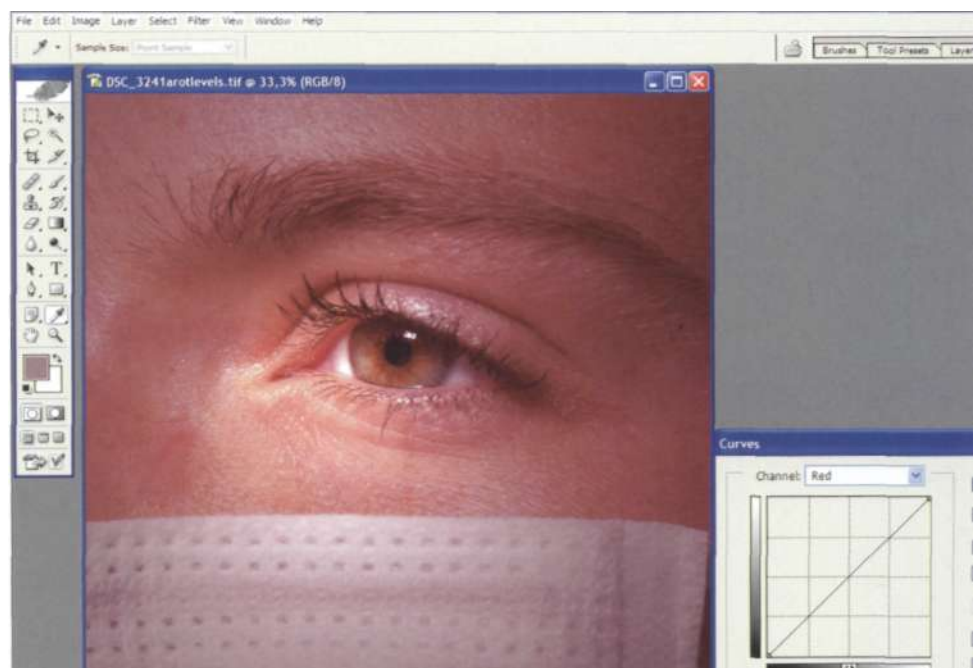 File Edit Image Layer Select Filter View Window Help
Sample Size: Point Sample
Brushes Tool Presets Layer
DSC_3241arotlevels.tif @ 33,3% (RGB/8)
T
Curves
Channel: Red